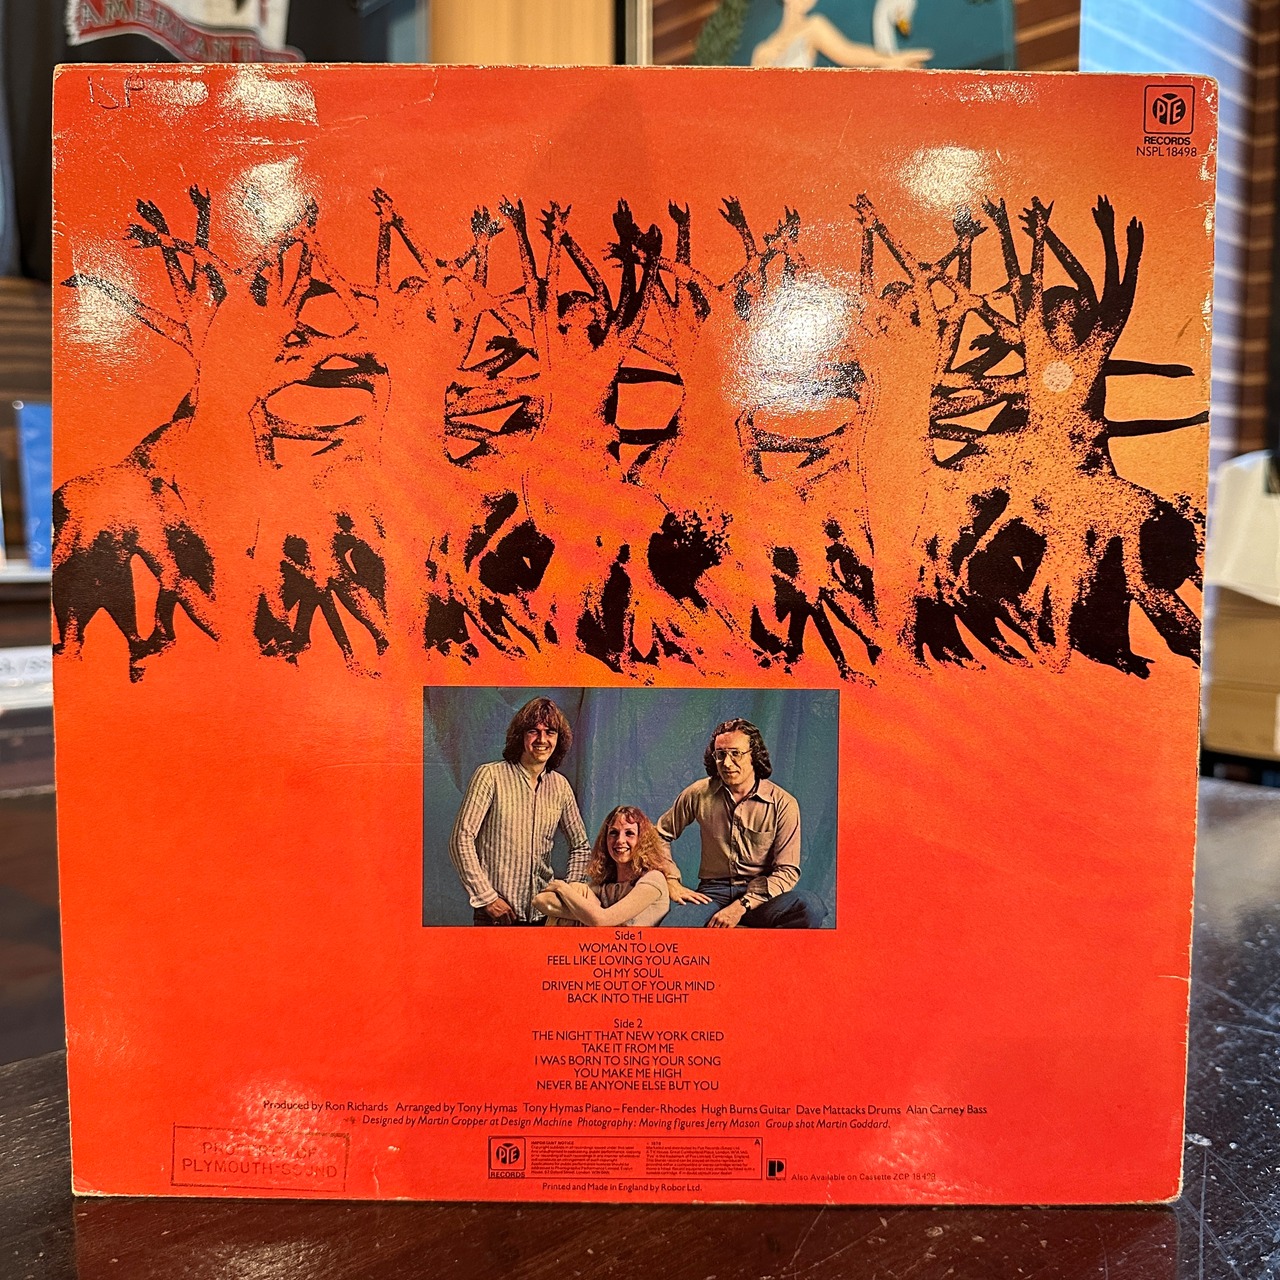 AMERICAN
PYE
RECORDS
NSPL 18498
Side 1
WOMAN TO LOVE
FEEL LIKE LOVING YOU AGAIN
OH MY SOUL
DRIVEN ME OUT OF YOUR MIND
BACK INTO THE LIGHT
Side 2
THE NIGHT THAT NEW YORK CRIED
TAKE IT FROM ME
I WAS BORN TO SING YOUR SONG
YOU MAKE ME HIGH
NEVER BE ANYONE ELSE BUT YOU
Produced by Ron Richards Arranged by Tony Hymas Tony Hymas Piano – Fender-Rhodes Hugh Burns Guitar Dave Mattacks Drums Alan Carney Bass
Designed by Martin Cropper at Design Machine Photography: Moving figures Jerry Mason Group shot Martin Goddard.
PROPERTY OF
PLYMOUTH SOUND
PYE
RECORDS
IMPORTANT NOTICE
A
Also Available on Cassette ZCP 18498
Printed and Made in England by Robor Ltd.